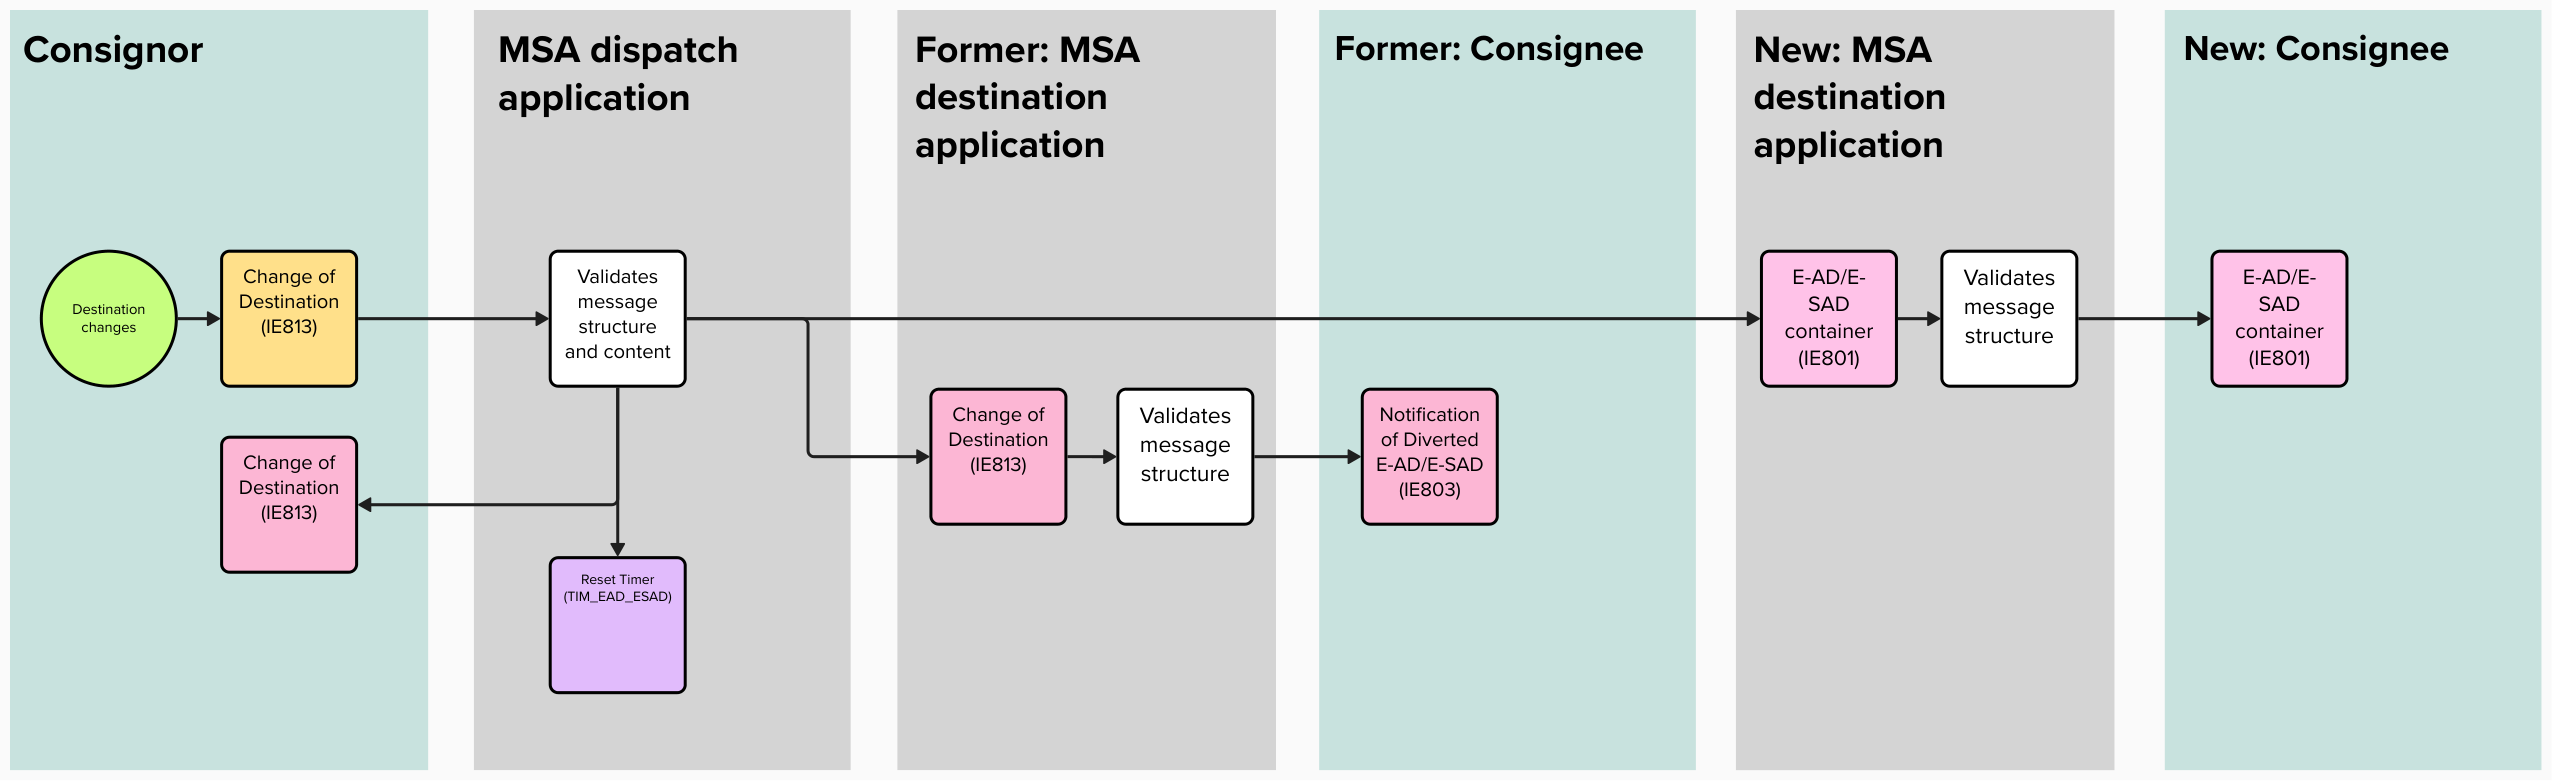 Consignor
MSA dispatch
application
Former: MSA
destination
application
Former: Consignee
New: MSA
destination
application
New: Consignee
Destination
changes
Change of
Destination
(IE813)
Validates
message
structure
and content
E-AD/E-
SAD
container
(IE801)
Validates
message
structure
E-AD/E-
SAD
container
(IE801)
Change of
Destination
(IE813)
Change of
Destination
(IE813)
Validates
message
structure
Notification
of Diverted
E-AD/E-SAD
(IE803)
Reset Timer
(TIM_EAD_ESAD)